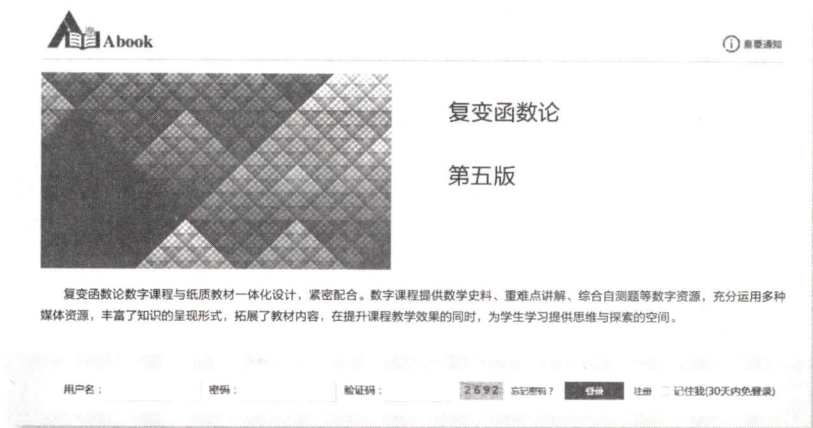 Abook
重要通知
复变函数论
第五版
复变函数论数字课程与纸质教材一体化设计，紧密配合。数字课程提供数学史料、重难点讲解、综合自测题等数字资源，充分运用多种
媒体资源，丰富了知识的呈现形式，拓展了教材内容，在提升课程教学效果的同时，为学生学习提供思维与探索的空间。
用户名： 密码： 验证码： 2692 忘记密码？ 登录 注册 记住我(30天内免登录)